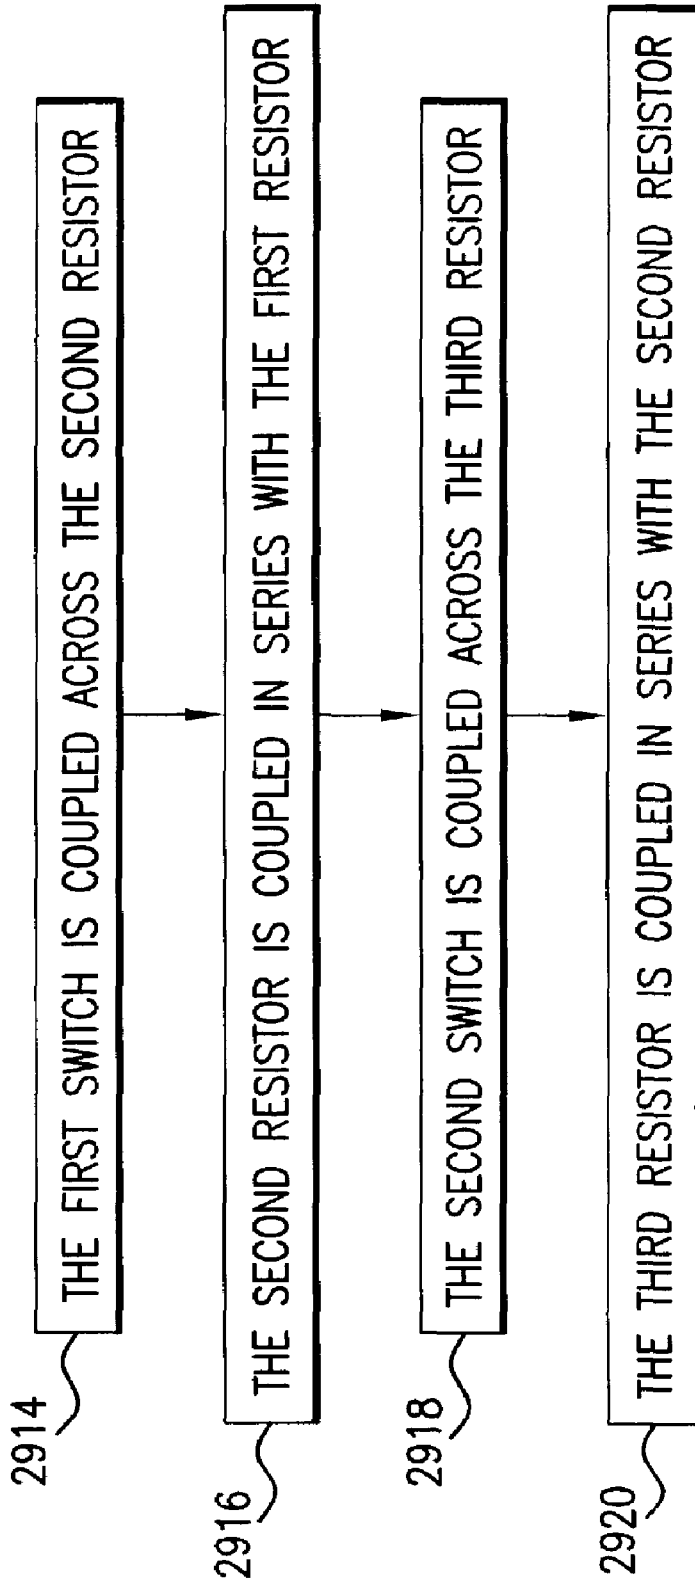 2914
THE FIRST SWITCH IS COUPLED ACROSS THE SECOND RESISTOR
2916
THE SECOND RESISTOR IS COUPLED IN SERIES WITH THE FIRST RESISTOR
2918
THE SECOND SWITCH IS COUPLED ACROSS THE THIRD RESISTOR
2920
THE THIRD RESISTOR IS COUPLED IN SERIES WITH THE SECOND RESISTOR